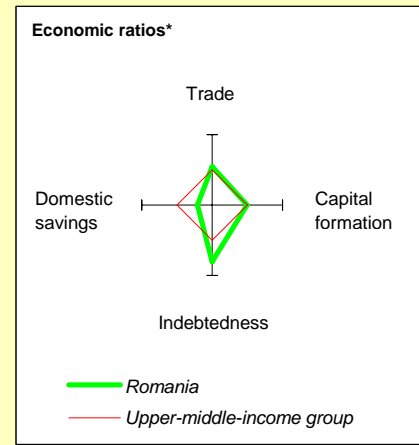 Economic ratios*
Trade
Domestic
savings
Capital
formation
Indebtedness
Romania
Upper-middle-income group